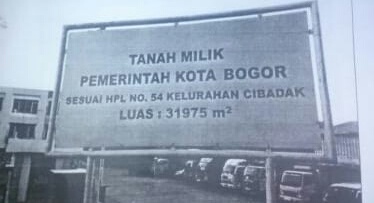 TANAH MILIK
PEMERINTAH KOTA BOGOR
SESUAI HPL NO. 54 KELURAHAN CIBADAK
LUAS : 31975 m²